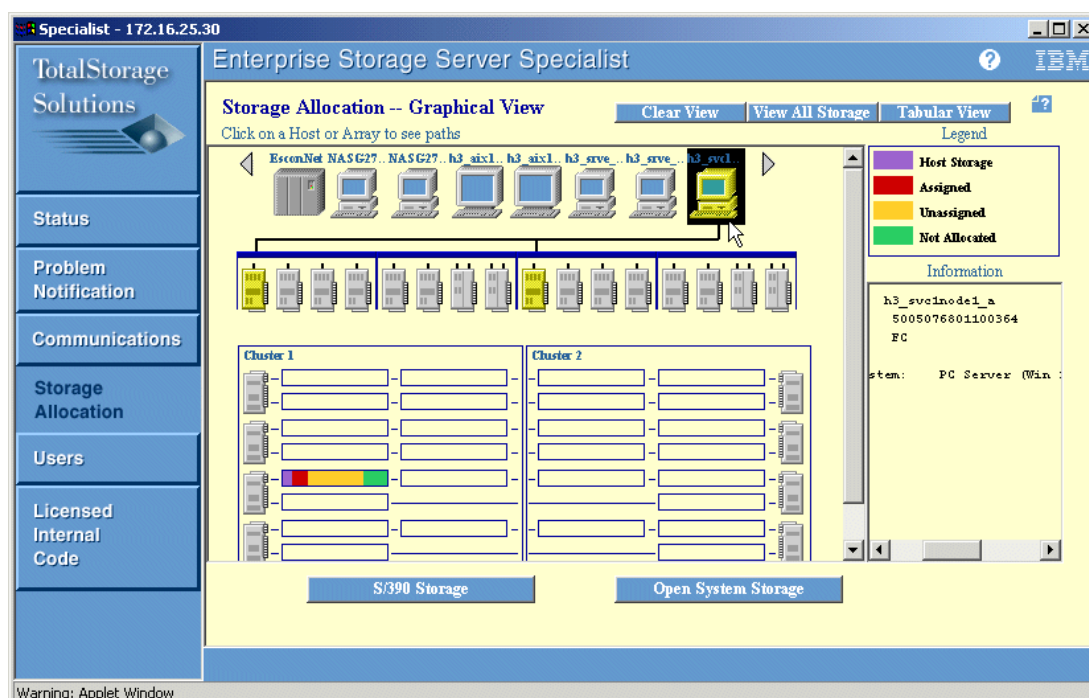 Specialist - 172.16.25.30
TotalStorage
Solutions
Enterprise Storage Server Specialist
?
IBM
Storage Allocation -- Graphical View
Clear View
View All Storage
Tabular View
?
Click on a Host or Array to see paths
Legend
EsconNet NASG27.. NASG27.. h3_aix1.. h3_aix1.. h3_srve_.. h3_srve_.. h3_svc1..
Host Storage
Assigned
Unassigned
Not Allocated
Information
h3_svc1node1_a
5005076801100364
FC
stem: PC Server (Win
Cluster 1
Cluster 2
Status
Problem
Notification
Communications
Storage
Allocation
Users
Licensed
Internal
Code
S/390 Storage
Open System Storage
Warning: Applet Window